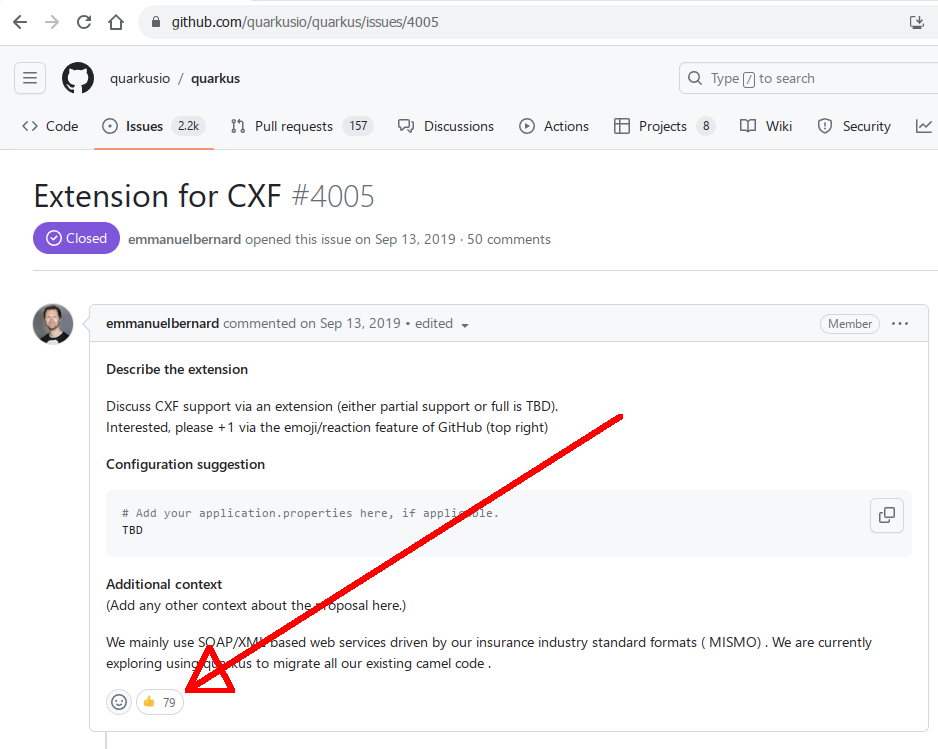 github.com/quarkusio/quarkus/issues/4005
quarkusio / quarkus
Type / to search
Code Issues 2.2k Pull requests 157 Discussions Actions Projects 8 Wiki Security
Extension for CXF #4005
Closed emmanuelbernard opened this issue on Sep 13, 2019 · 50 comments
emmanuelbernard commented on Sep 13, 2019 • edited Member
Describe the extension
Discuss CXF support via an extension (either partial support or full is TBD).
Interested, please +1 via the emoji/reaction feature of GitHub (top right)
Configuration suggestion
# Add your application.properties here, if applicable.
TBD
Additional context
(Add any other context about the proposal here.)
We mainly use SOAP/XML based web services driven by our insurance industry standard formats ( MISMO) . We are currently
exploring using quarkus to migrate all our existing camel code .
79